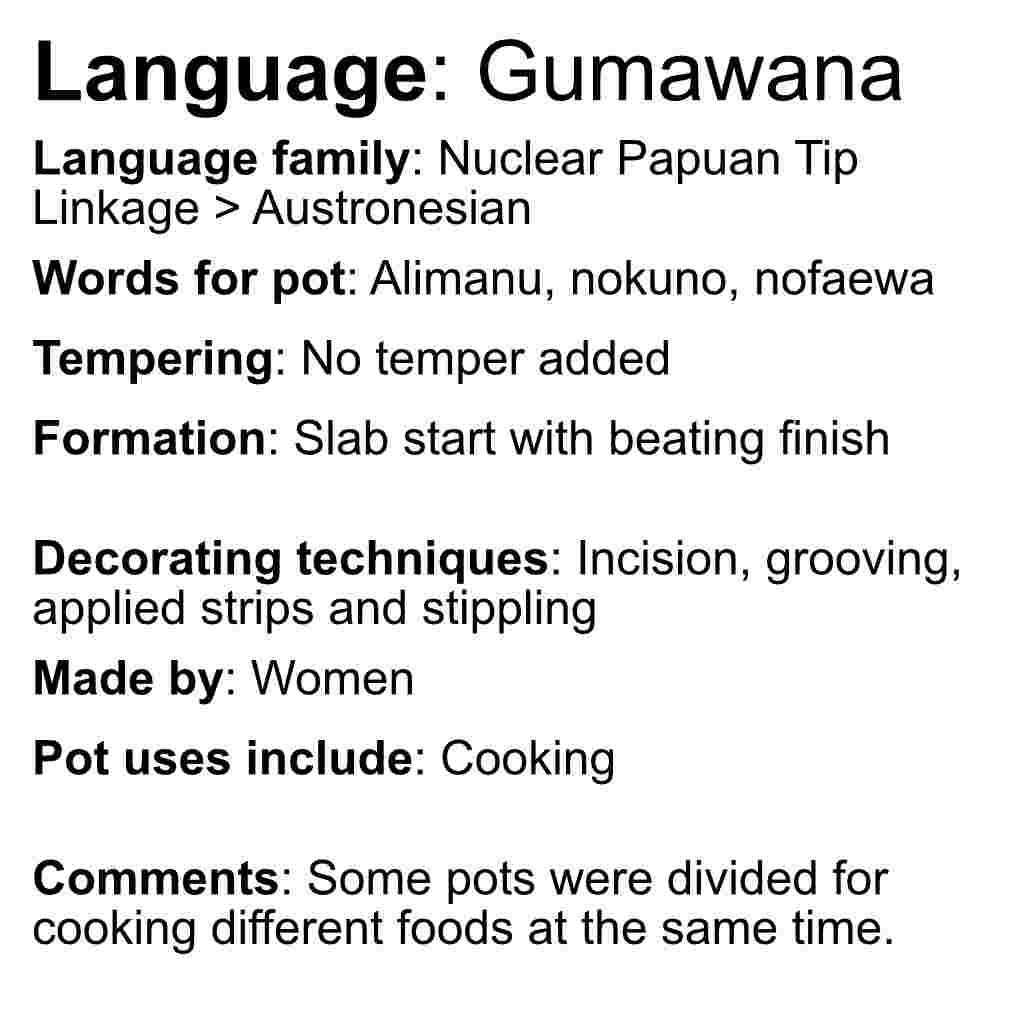 Language: Gumawana
Language family: Nuclear Papuan Tip
Linkage > Austronesian
Words for pot: Alimanu, nokuno, nofaewa
Tempering: No temper added
Formation: Slab start with beating finish
Decorating techniques: Incision, grooving,
applied strips and stippling
Made by: Women
Pot uses include: Cooking
Comments: Some pots were divided for
cooking different foods at the same time.